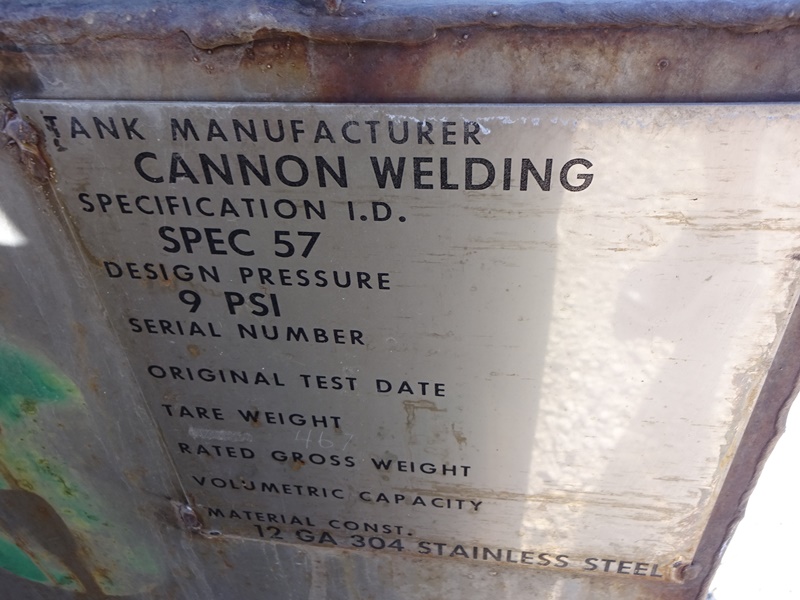 TANK MANUFACTURER
CANNON WELDING
SPECIFICATION I.D.
SPEC 57
DESIGN PRESSURE
9 PSI
SERIAL NUMBER
ORIGINAL TEST DATE
TARE WEIGHT
RATED GROSS WEIGHT
VOLUMETRIC CAPACITY
MATERIAL CONST.
12 GA 304 STAINLESS STEEL